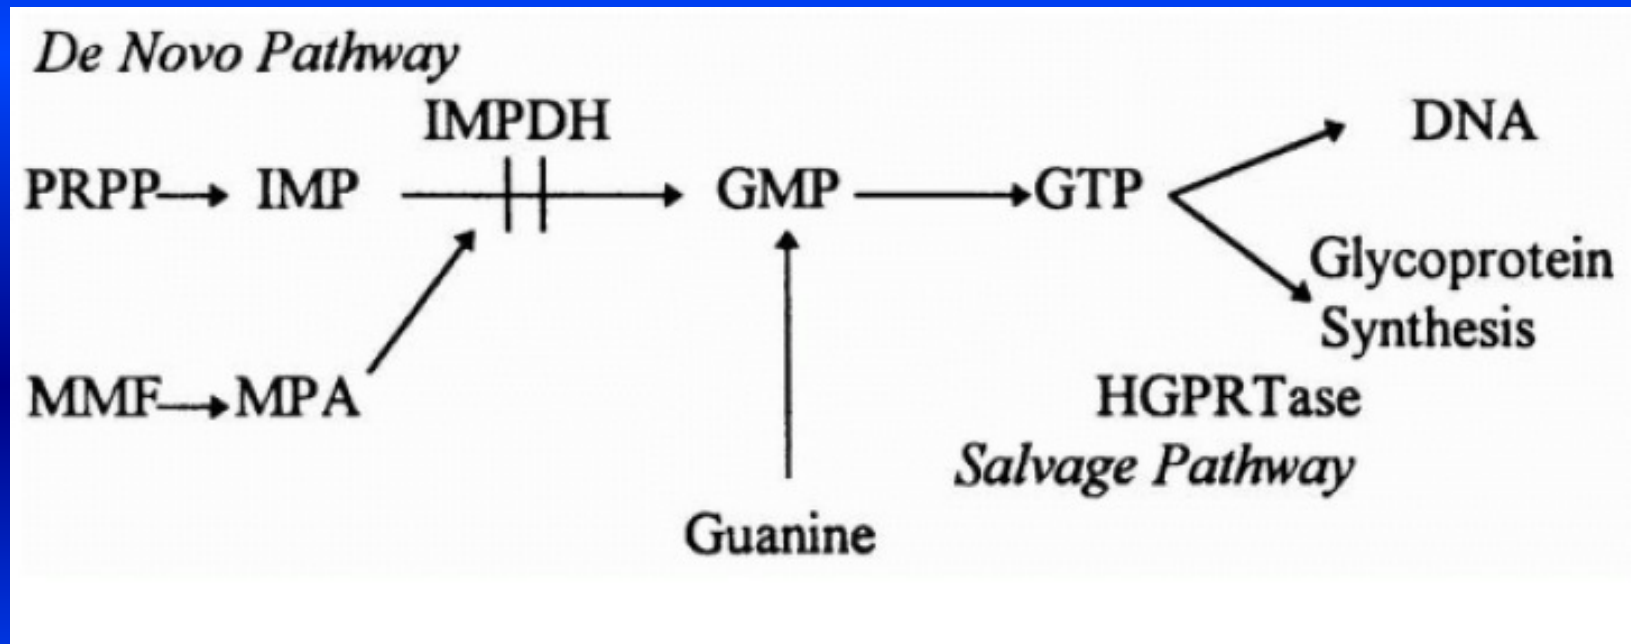 De Novo Pathway
IMPDH
DNA
PRPP IMP GMP GTP
Glycoprotein
Synthesis
MMF MPA
HGPRTase
Salvage Pathway
Guanine